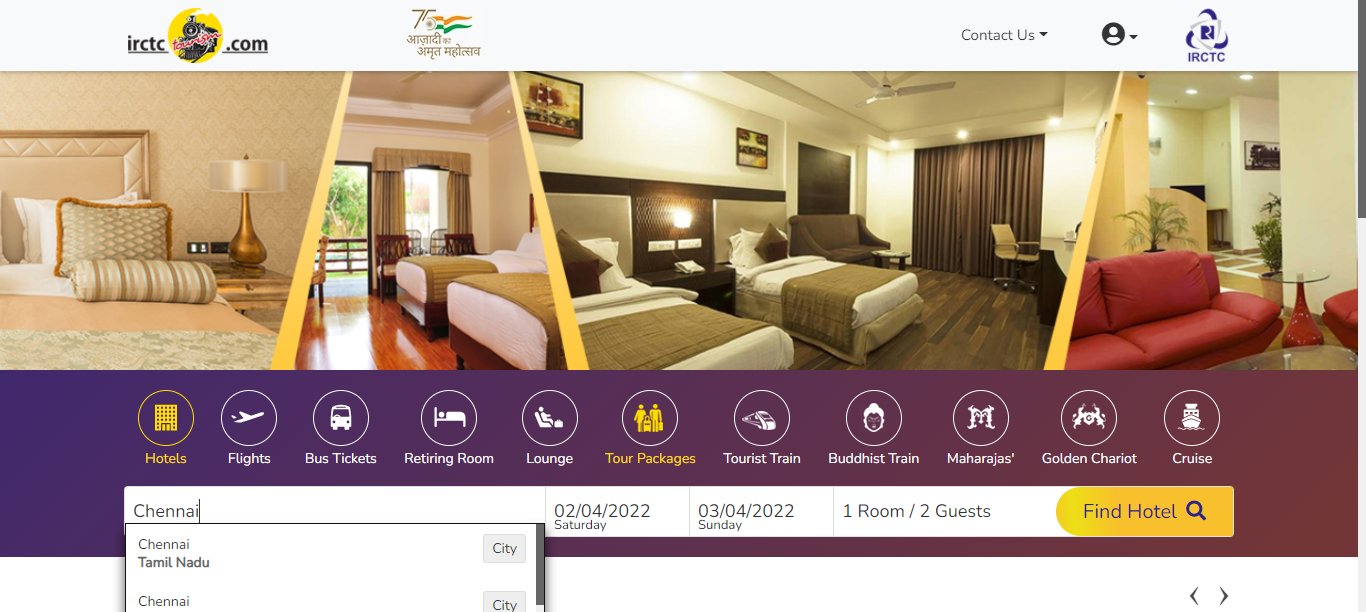 irctc tourism .com
75
आज़ादी का
अमृत महोत्सव
Contact Us
IRCTC
Hotels
Flights
Bus Tickets
Retiring Room
Lounge
Tour Packages
Tourist Train
Buddhist Train
Maharajas'
Golden Chariot
Cruise
Chennai
02/04/2022
Saturday
03/04/2022
Sunday
1 Room / 2 Guests
Find Hotel
Chennai
City
Tamil Nadu
Chennai
City